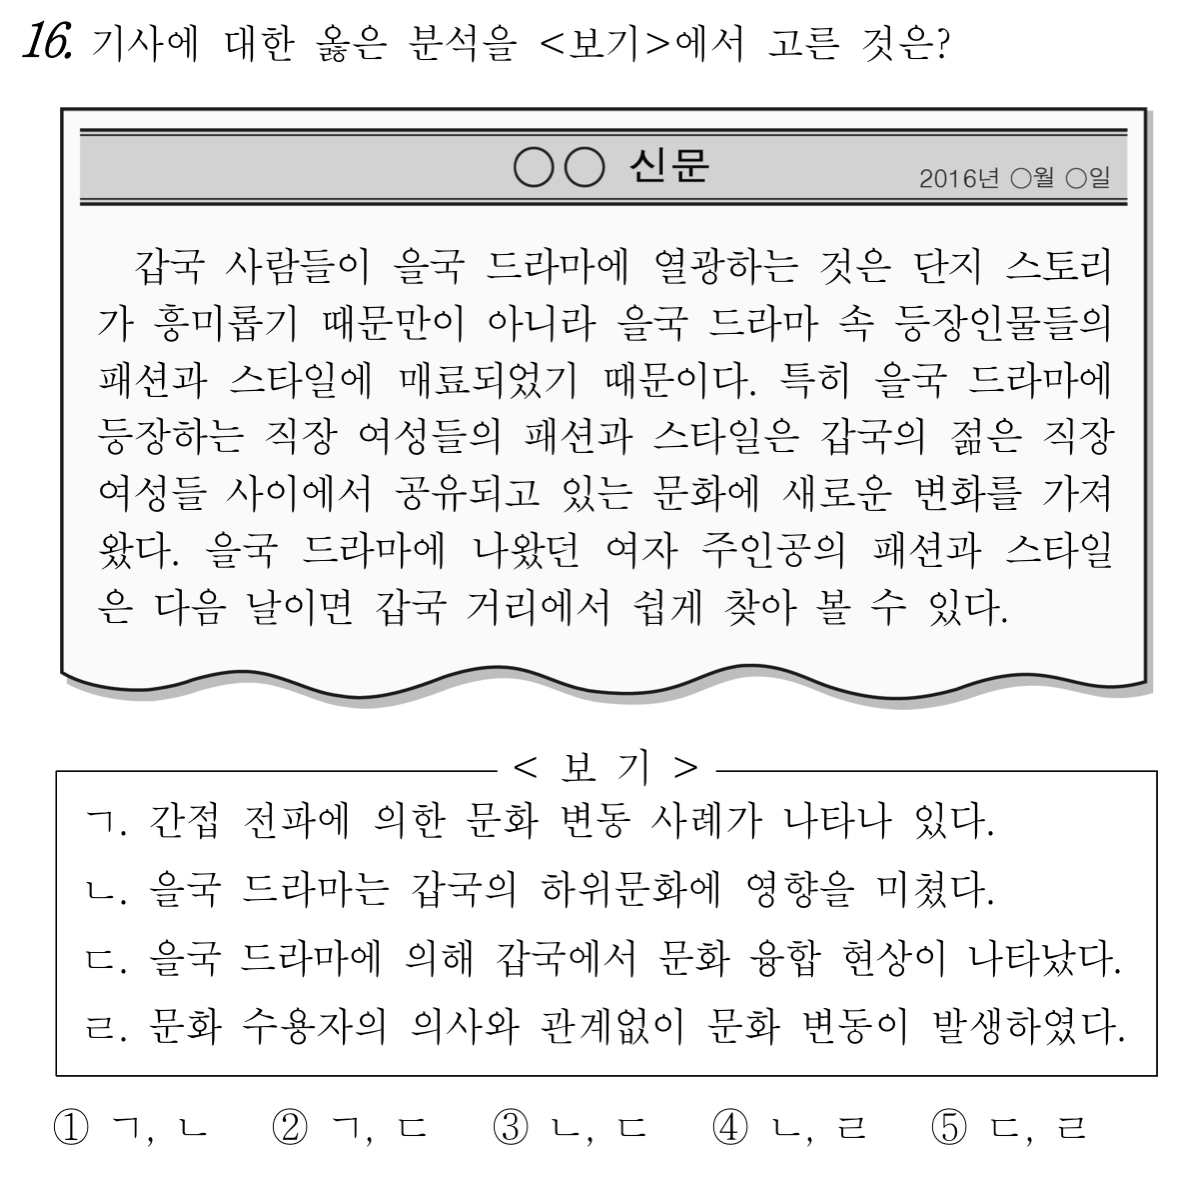 16. 기사에 대한 옳은 분석을 <보기>에서 고른 것은?
○○ 신문
2016년 ○월 ○일
갑국 사람들이 을국 드라마에 열광하는 것은 단지 스토리
가 흥미롭기 때문만이 아니라 을국 드라마 속 등장인물들의
패션과 스타일에 매료되었기 때문이다. 특히 을국 드라마에
등장하는 직장 여성들의 패션과 스타일은 갑국의 젊은 직장
여성들 사이에서 공유되고 있는 문화에 새로운 변화를 가져
왔다. 을국 드라마에 나왔던 여자 주인공의 패션과 스타일
은 다음 날이면 갑국 거리에서 쉽게 찾아 볼 수 있다.
< 보 기 >
ㄱ. 간접 전파에 의한 문화 변동 사례가 나타나 있다.
ㄴ. 을국 드라마는 갑국의 하위문화에 영향을 미쳤다.
ㄷ. 을국 드라마에 의해 갑국에서 문화 융합 현상이 나타났다.
ㄹ. 문화 수용자의 의사와 관계없이 문화 변동이 발생하였다.
① ㄱ, ㄴ ② ㄱ, ㄷ ③ ㄴ, ㄷ ④ ㄴ, ㄹ ⑤ ㄷ, ㄹ